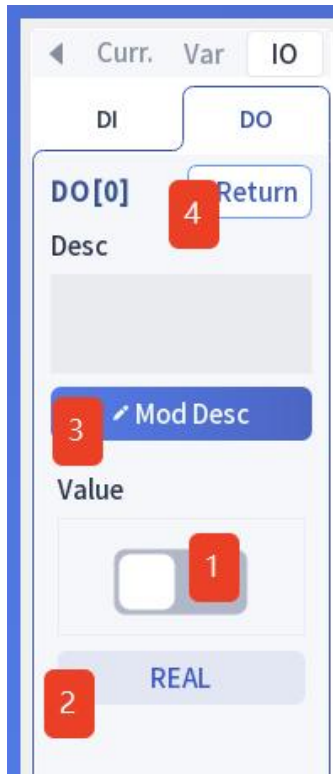 Curr. Var IO
DI DO
DO[0] Return
4
Desc
Mod Desc
3
Value
1
REAL
2